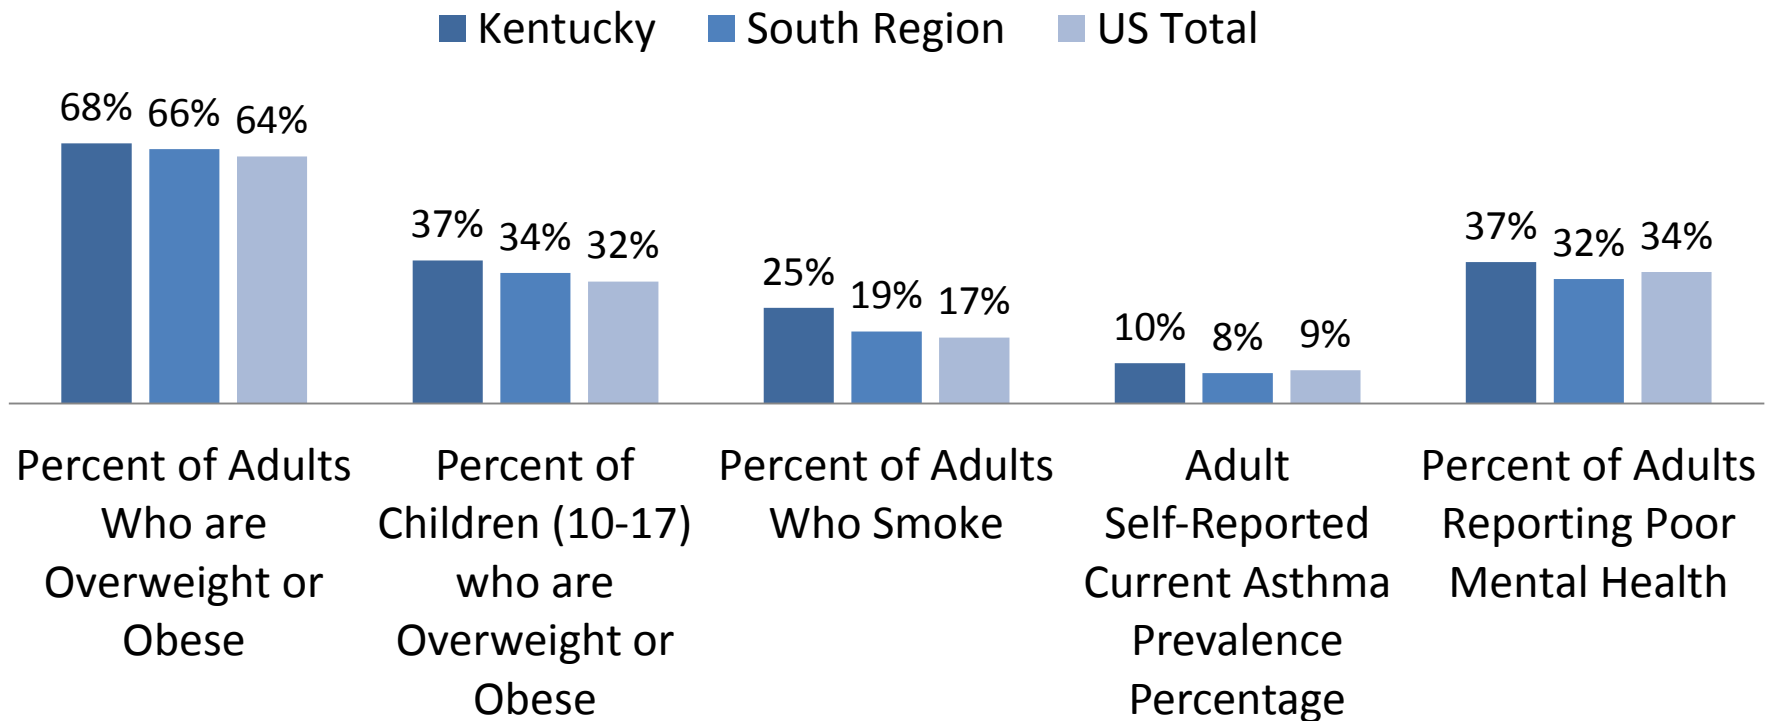 Kentucky South Region US Total
68% 66% 64%
37% 34% 32%
25% 19% 17%
10% 8% 9%
37% 32% 34%
Percent of Adults
Who are
Overweight or
Obese
Percent of
Children (10-17)
who are
Overweight or
Obese
Percent of Adults
Who Smoke
Adult
Self-Reported
Current Asthma
Prevalence
Percentage
Percent of Adults
Reporting Poor
Mental Health